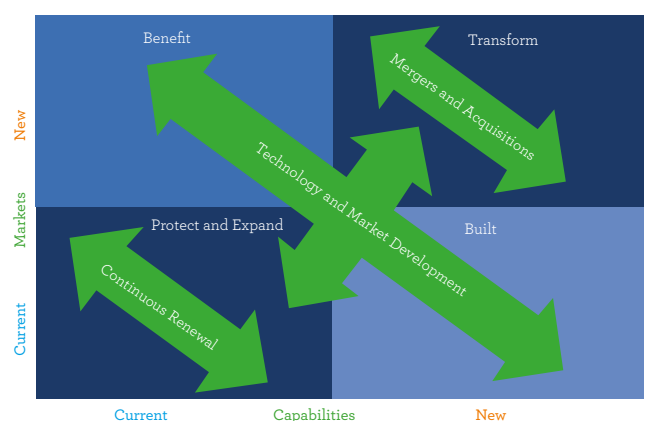 Benefit
Transform
Mergers and Acquisitions
New
Technology and Market Development
Markets
Protect and Expand
Built
Continuous Renewal
Current
Current
Capabilities
New